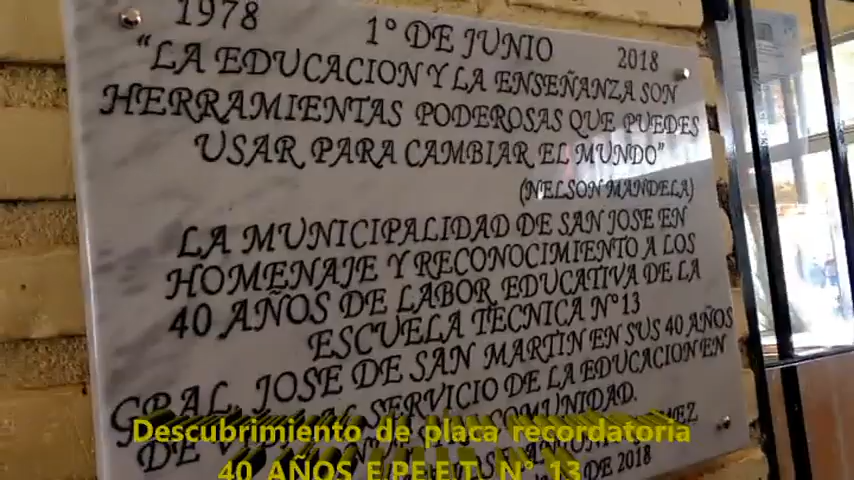 1978 1° DE JUNIO 2018
"LA EDUCACION Y LA ENSEÑANZA SON
HERRAMIENTAS PODEROSAS QUE PUEDES
USAR PARA CAMBIAR EL MUNDO"
(NELSON MANDELA)
LA MUNICIPALIDAD DE SAN JOSE EN
HOMENAJE Y RECONOCIMIENTO A LOS
40 AÑOS DE LABOR EDUCATIVA DE LA
ESCUELA TÉCNICA N°13
GRAL. JOSE DE SAN MARTIN EN SUS 40 AÑOS
DE AL SERVICIO DE LA EDUCACION EN
COMUNIDAD.
DE 2018
Descubrimiento de placa recordatoria
40 AÑOS E.P.E.T. N° 13